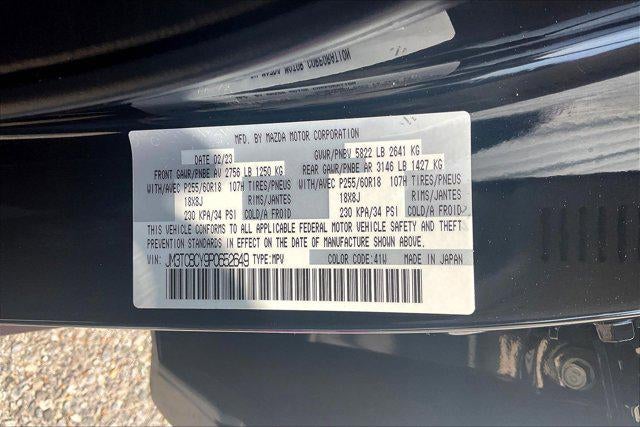 MFD. BY MAZDA MOTOR CORPORATION
DATE 02/23 GVWR/PNBV 5822 LB 2641 KG
FRONT GAWR/PNBE AV 2756 LB 1250 KG REAR GAWR/PNBE AR 3146 LB 1427 KG
WITH/AVEC P255/60R18 107H TIRES/PNEUS WITH/AVEC P255/60R18 107H TIRES/PNEUS
18X8J RIMS/JANTES 18X8J RIMS/JANTES
230 KPA/34 PSI COLD/A FROID 230 KPA/34 PSI COLD/A FROID
THIS VEHICLE CONFORMS TO ALL APPLICABLE FEDERAL MOTOR VEHICLE SAFETY AND THEFT
PREVENTION STANDARDS IN EFFECT ON THE DATE OF MANUFACTURE SHOWN ABOVE.
VIN: JM3TCBCY9P0652649 TYPE:MPV COLOR CODE:41W MADE IN JAPAN